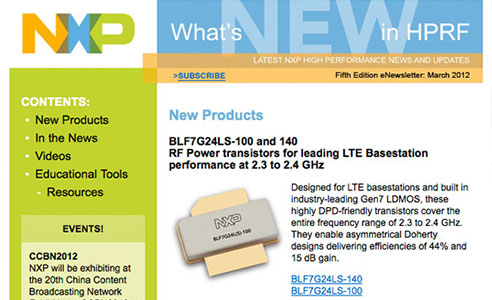 NXP
What's NEW in HPRF
LATEST NXP HIGH PERFORMANCE NEWS AND UPDATES
>SUBSCRIBE
Fifth Edition eNewsletter: March 2012
CONTENTS:
• New Products
• In the News
• Videos
• Educational Tools
- Resources
EVENTS!
CCBN2012
NXP will be exhibiting at
the 20th China Content
Broadcasting Network
New Products
BLF7G24LS-100 and 140
RF Power transistors for leading LTE Basestation
performance at 2.3 to 2.4 GHz
NXP
BLF7G24LS-100
Designed for LTE basestations and built in
industry-leading Gen7 LDMOS, these
highly DPD-friendly transistors cover the
entire frequency range of 2.3 to 2.4 GHz.
They enable asymmetrical Doherty
designs delivering efficiencies of 44% and
15 dB gain.
BLF7G24LS-140
BLF7G24LS-100